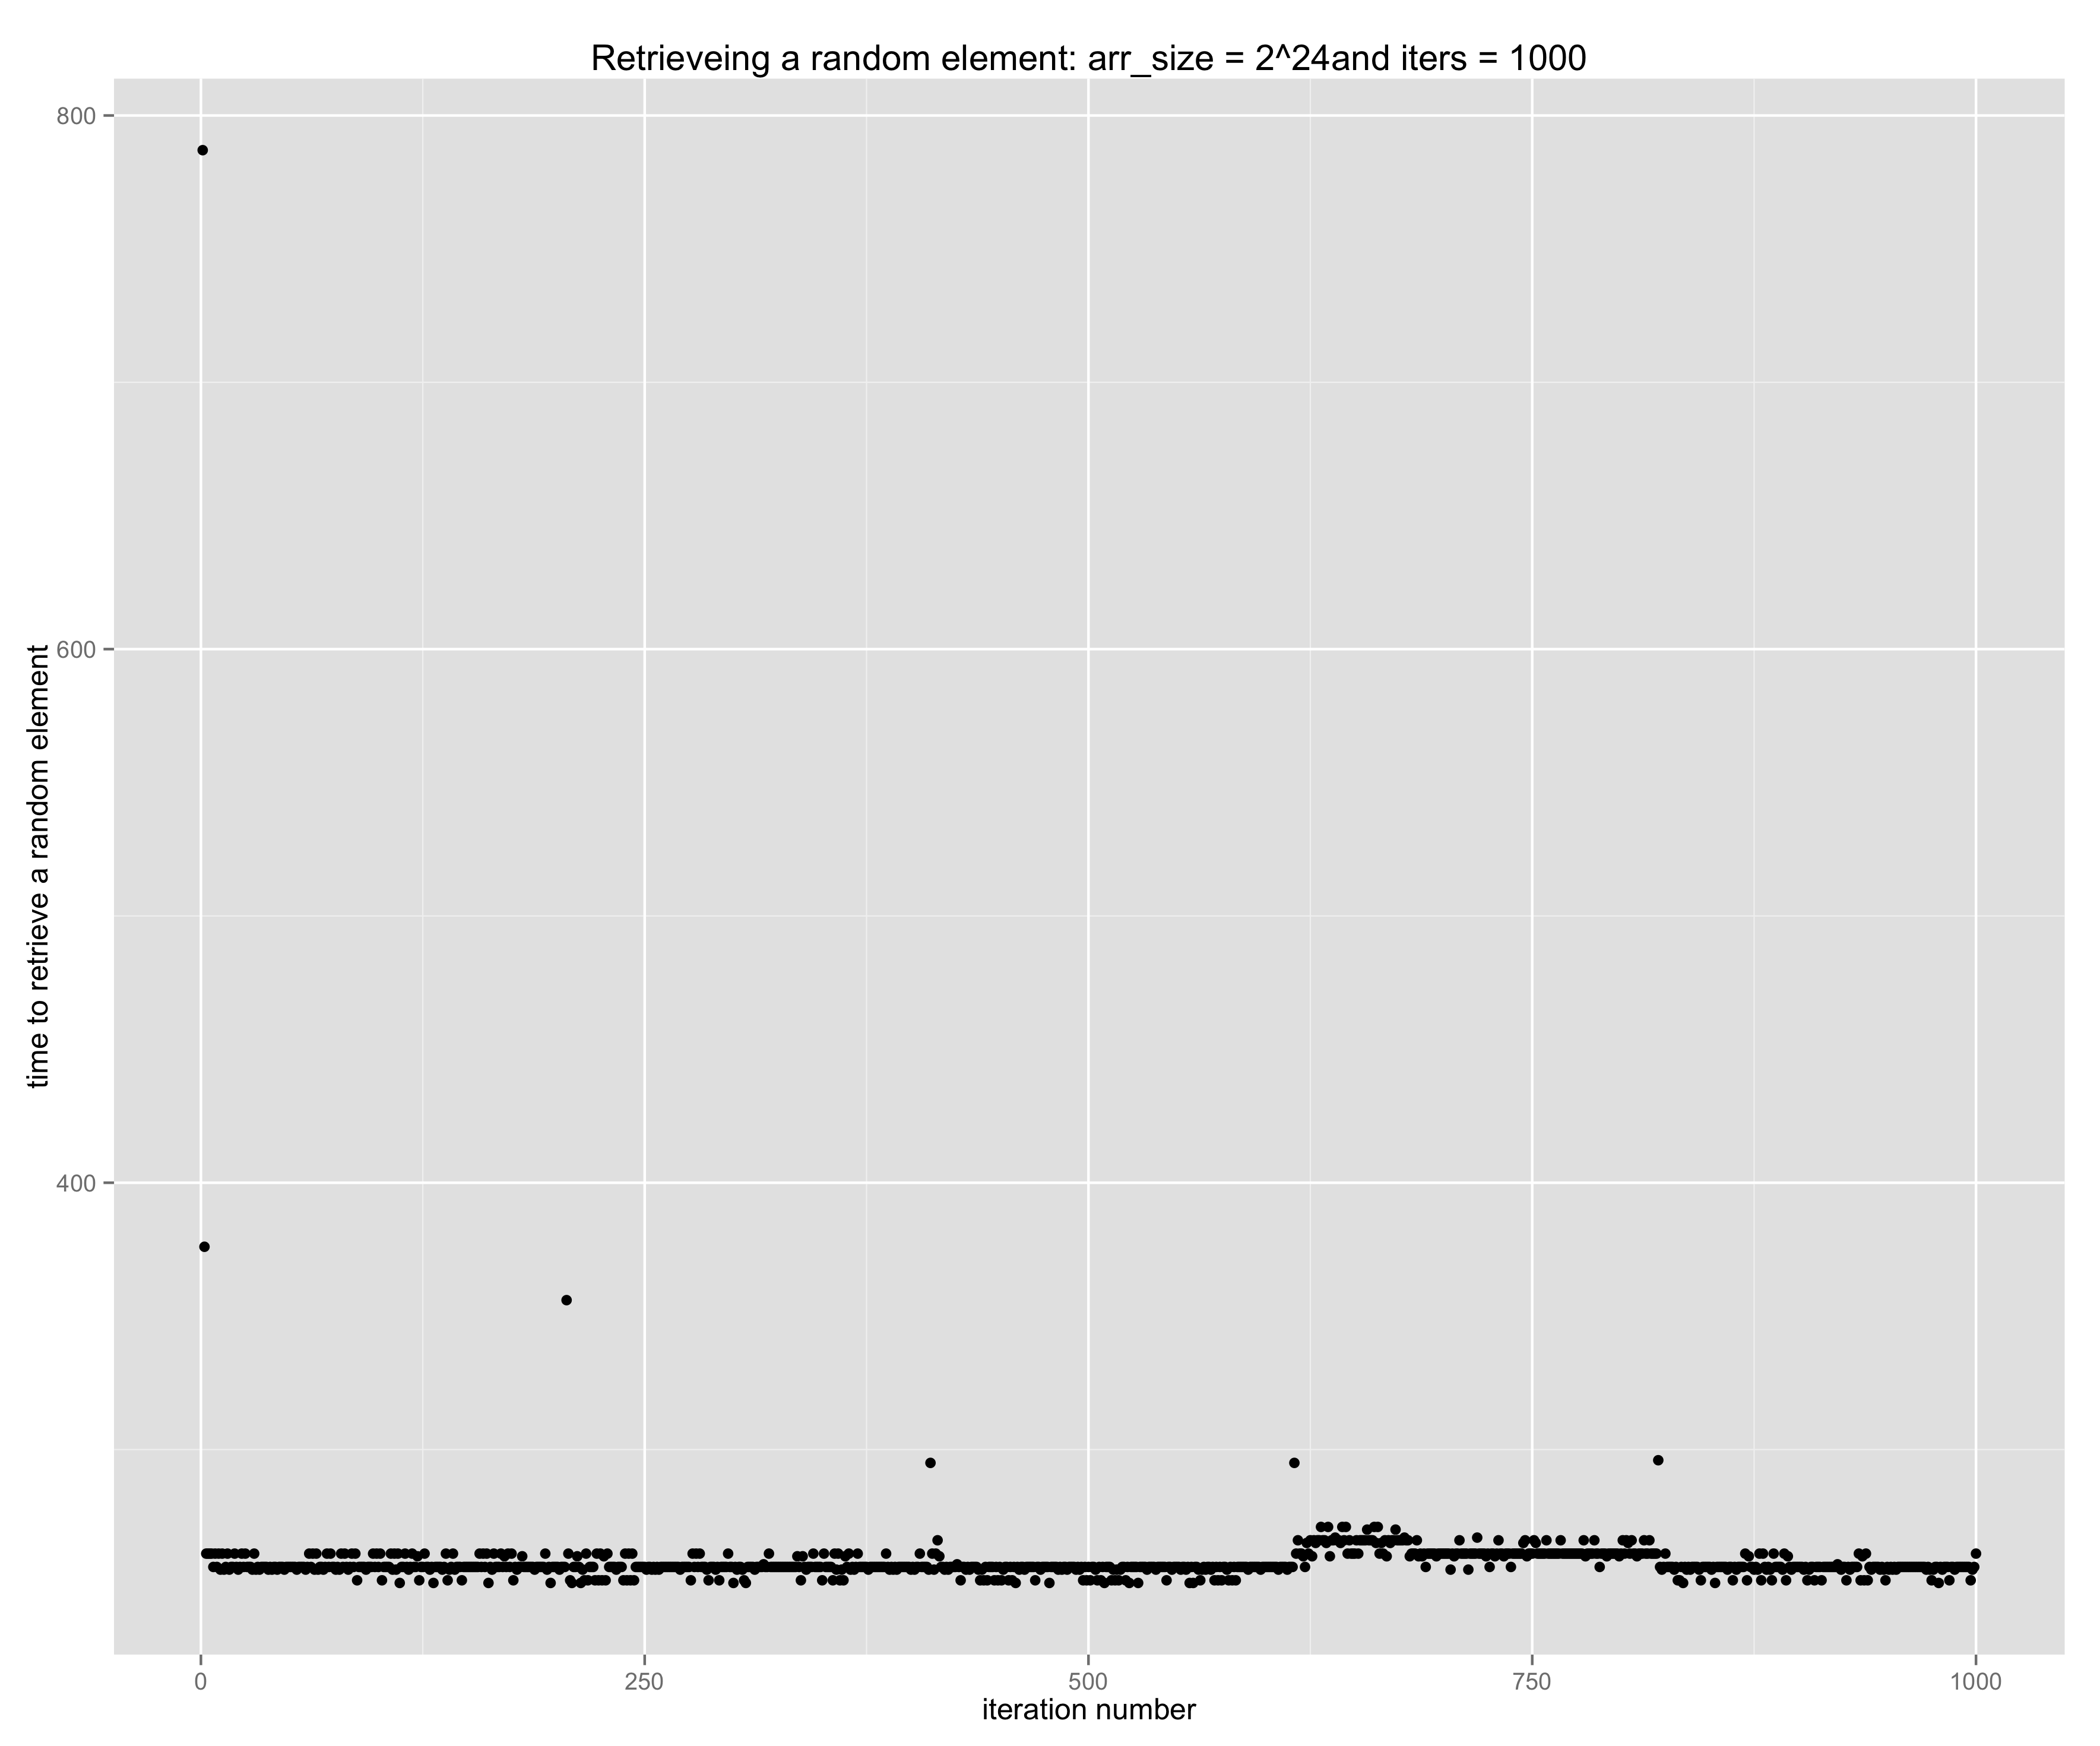 Retrieveing a random element: arr_size = 2^24and iters = 1000
800
600
400
time to retrieve a random element
0 250 500 750 1000
iteration number